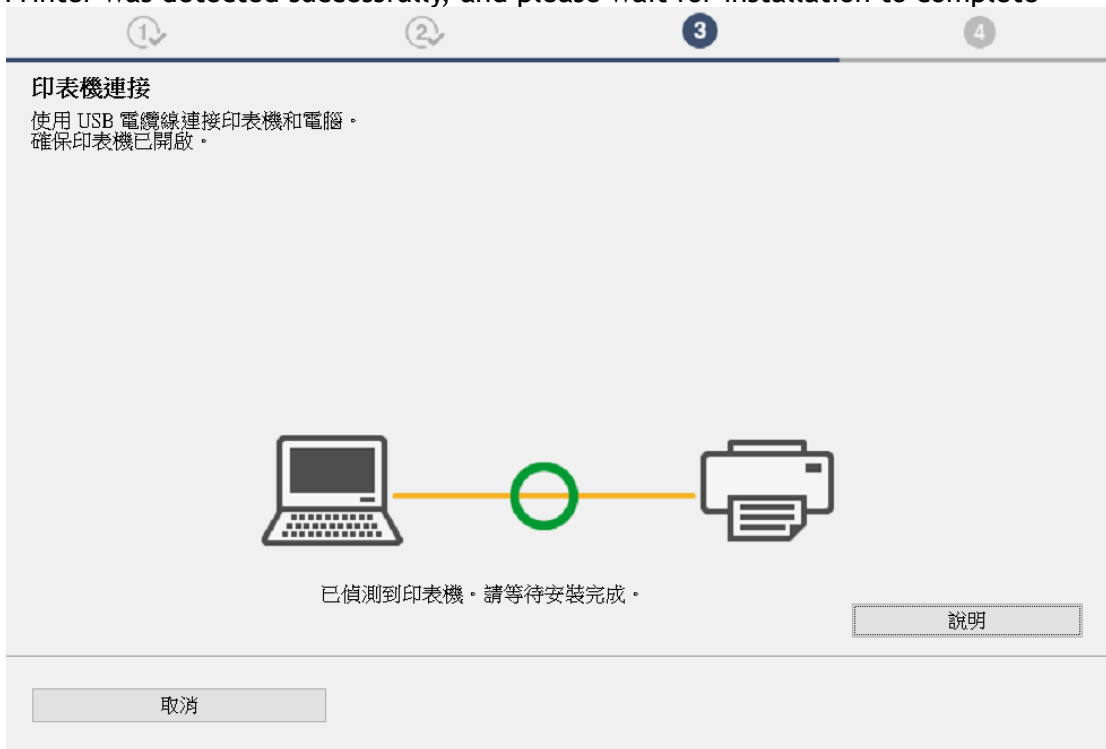 Printer was detected successfully, and please wait for installation to complete
1 2 3 4
印表機連接
使用 USB 電纜線連接印表機和電腦。
確保印表機已開啟。
已偵測到印表機。請等待安裝完成。
說明
取消